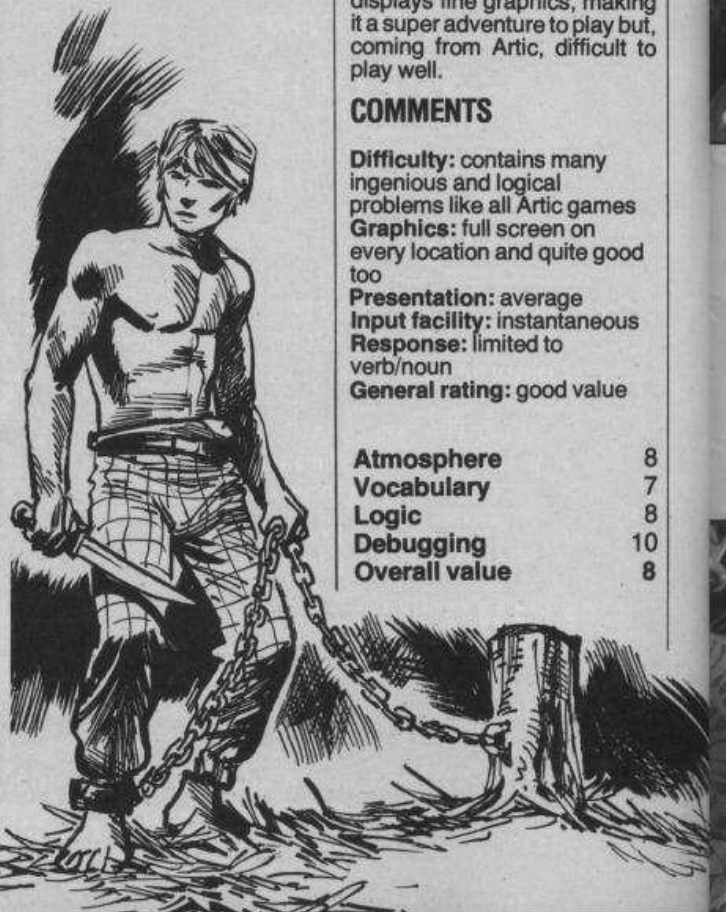 displays fine graphics, making
it a super adventure to play but,
coming from Artic, difficult to
play well.
COMMENTS
Difficulty: contains many
ingenious and logical
problems like all Artic games
Graphics: full screen on
every location and quite good
too
Presentation: average
Input facility: instantaneous
Response: limited to
verb/noun
General rating: good value
Atmosphere 8
Vocabulary 7
Logic 8
Debugging 10
Overall value 8